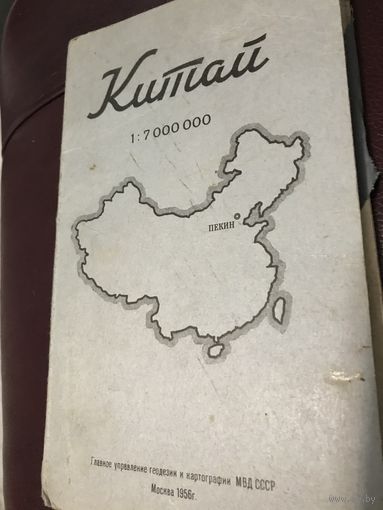 Китай
1:7 000 000
ПЕКИН
Главное управление геодезии и картографии МВД СССР
Москва 1956г.